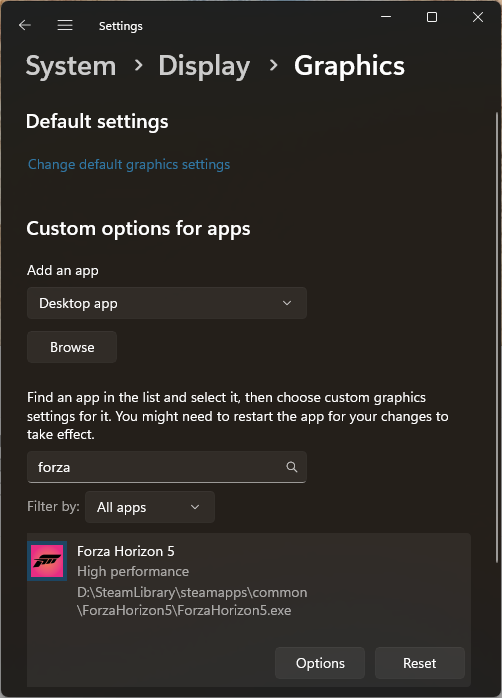 Settings
System > Display > Graphics
Default settings
Change default graphics settings
Custom options for apps
Add an app
Desktop app
Browse
Find an app in the list and select it, then choose custom graphics
settings for it. You might need to restart the app for your changes to
take effect.
forza
Filter by: All apps
Forza Horizon 5
High performance
D:\SteamLibrary\steamapps\common
\ForzaHorizon5\ForzaHorizon5.exe
Options Reset